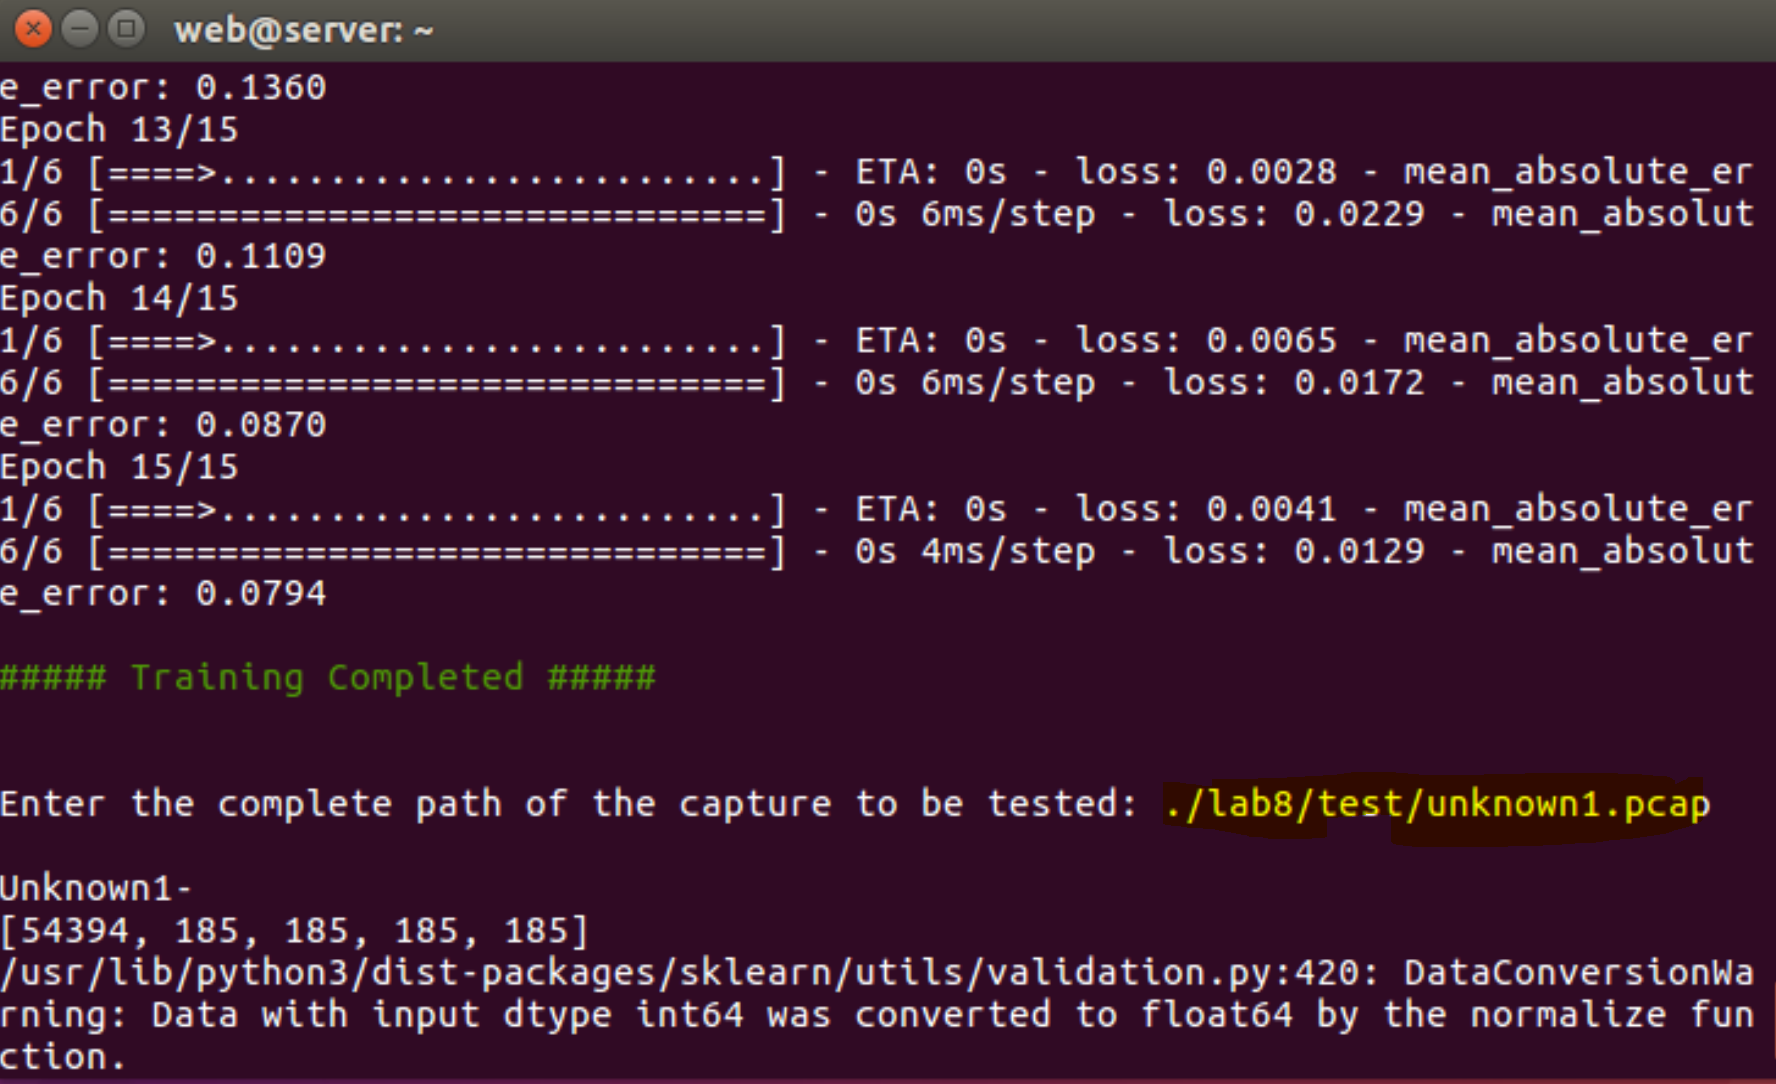 web@server: ~
e_error: 0.1360
Epoch 13/15
1/6 [====>.........................] - ETA: 0s - loss: 0.0028 - mean_absolute_er
6/6 [==============================] - 0s 6ms/step - loss: 0.0229 - mean_absolut
e_error: 0.1109
Epoch 14/15
1/6 [====>.........................] - ETA: 0s - loss: 0.0065 - mean_absolute_er
6/6 [==============================] - 0s 6ms/step - loss: 0.0172 - mean_absolut
e_error: 0.0870
Epoch 15/15
1/6 [====>.........................] - ETA: 0s - loss: 0.0041 - mean_absolute_er
6/6 [==============================] - 0s 4ms/step - loss: 0.0129 - mean_absolut
e_error: 0.0794
##### Training Completed #####
Enter the complete path of the capture to be tested: ./lab8/test/unknown1.pcap
Unknown1-
[54394, 185, 185, 185, 185]
/usr/lib/python3/dist-packages/sklearn/utils/validation.py:420: DataConversionWa
rning: Data with input dtype int64 was converted to float64 by the normalize fun
ction.